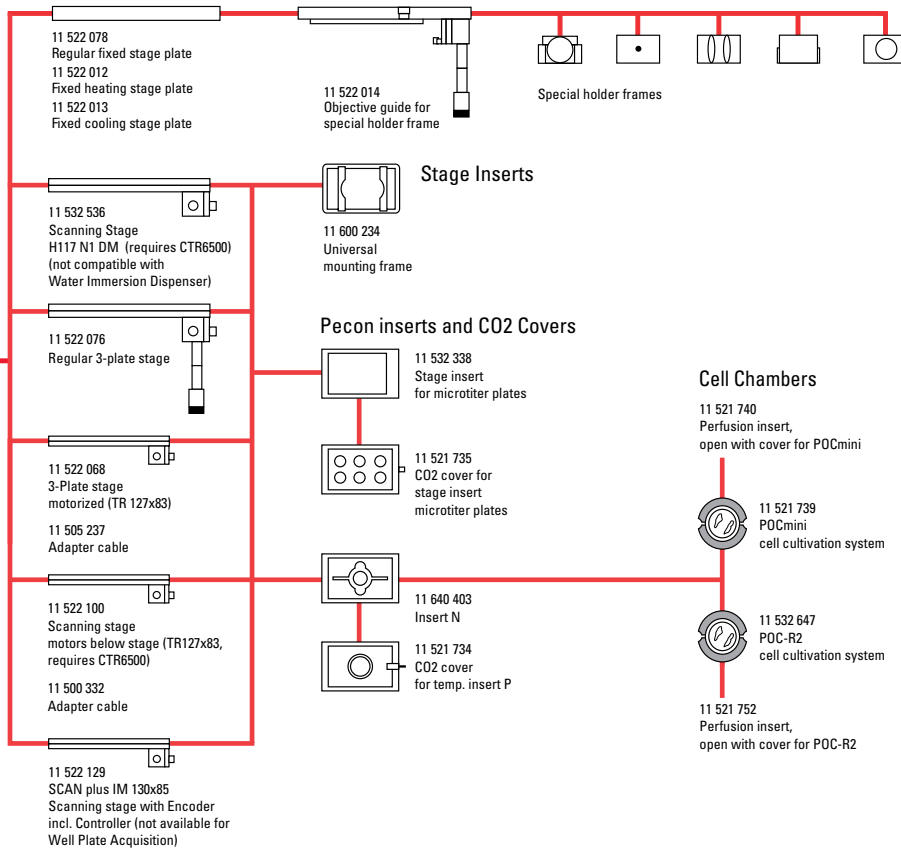 11 522 078
Regular fixed stage plate
11 522 012
Fixed heating stage plate
11 522 013
Fixed cooling stage plate
11 522 014
Objective guide for
special holder frame
Special holder frames
11 532 536
Scanning Stage
H117 N1 DM (requires CTR6500)
(not compatible with
Water Immersion Dispenser)
Stage Inserts
11 600 234
Universal
mounting frame
11 522 076
Regular 3-plate stage
Pecon inserts and CO2 Covers
11 532 338
Stage insert
for microtiter plates
11 521 735
CO2 cover for
stage insert
microtiter plates
11 522 068
3-Plate stage
motorized (TR 127x83)
11 505 237
Adapter cable
11 522 100
Scanning stage
motors below stage (TR127x83,
requires CTR6500)
11 500 332
Adapter cable
11 640 403
Insert N
11 521 734
CO2 cover
for temp. insert P
Cell Chambers
11 521 740
Perfusion insert,
open with cover for POCmini
11 521 739
POCmini
cell cultivation system
11 532 647
POC-R2
cell cultivation system
11 521 752
Perfusion insert,
open with cover for POC-R2
11 522 129
SCAN plus IM 130x85
Scanning stage with Encoder
incl. Controller (not available for
Well Plate Acquisition)